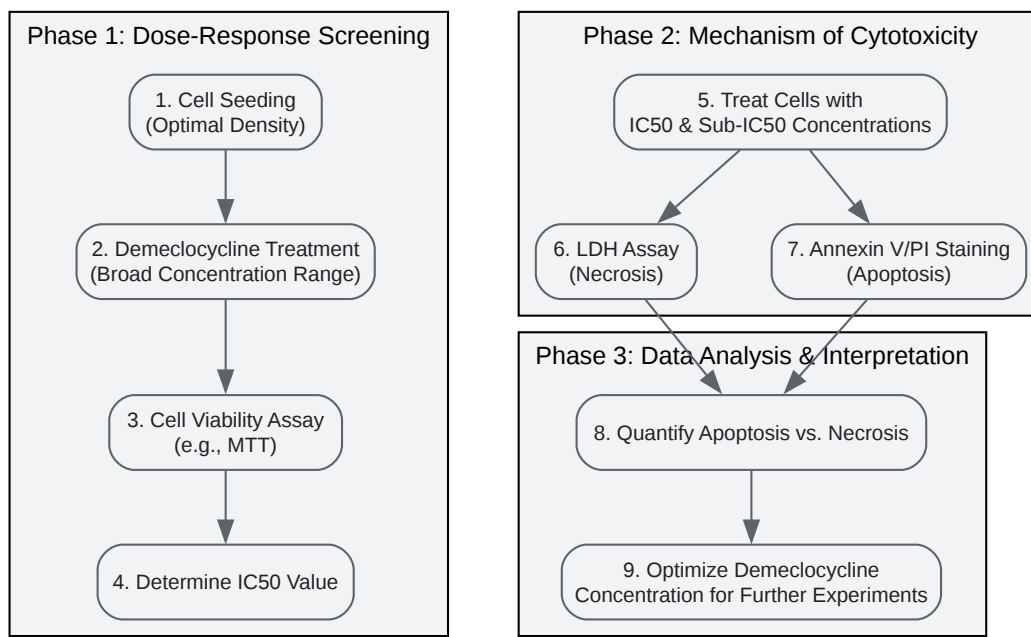 Phase 1: Dose-Response Screening
1. Cell Seeding
(Optimal Density)
2. Demeclocycline Treatment
(Broad Concentration Range)
3. Cell Viability Assay
(e.g., MTT)
4. Determine IC50 Value
Phase 2: Mechanism of Cytotoxicity
5. Treat Cells with
IC50 & Sub-IC50 Concentrations
6. LDH Assay
(Necrosis)
7. Annexin V/PI Staining
(Apoptosis)
Phase 3: Data Analysis & Interpretation
8. Quantify Apoptosis vs. Necrosis
9. Optimize Demeclocycline
Concentration for Further Experiments